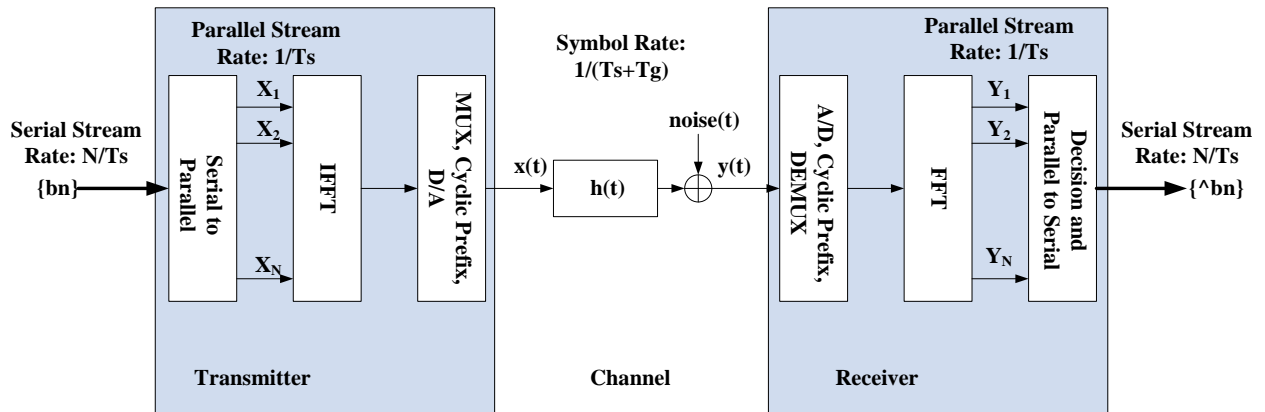 Parallel Stream
Rate: 1/Ts
Serial Stream
Rate: N/Ts
{bn}
Serial to
Parallel
X1
X2
XN
IFFT
MUX, Cyclic Prefix,
D/A
Transmitter
Symbol Rate:
1/(Ts+Tg)
x(t)
h(t)
noise(t)
y(t)
Channel
Parallel Stream
Rate: 1/Ts
A/D, Cyclic Prefix,
DEMUX
FFT
Y1
Y2
YN
Decision and
Parallel to Serial
Receiver
Serial Stream
Rate: N/Ts
{^bn}